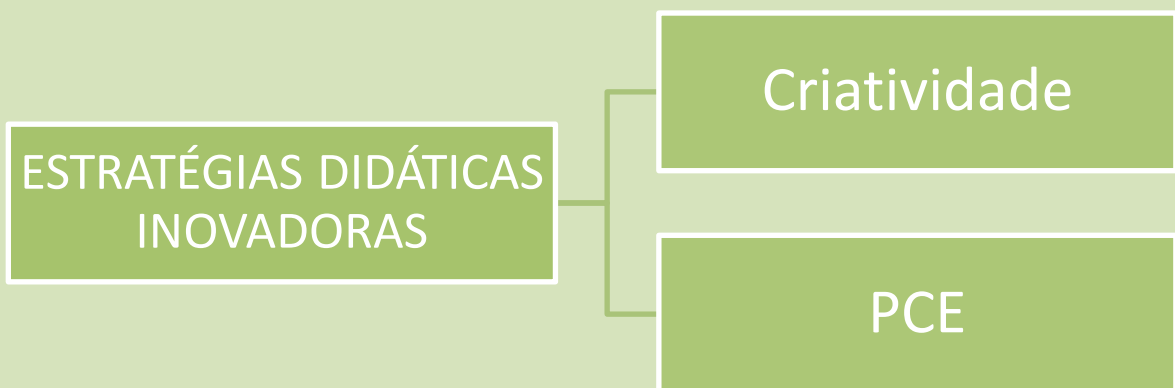 ESTRATÉGIAS DIDÁTICAS
INOVADORAS
Criatividade
PCE